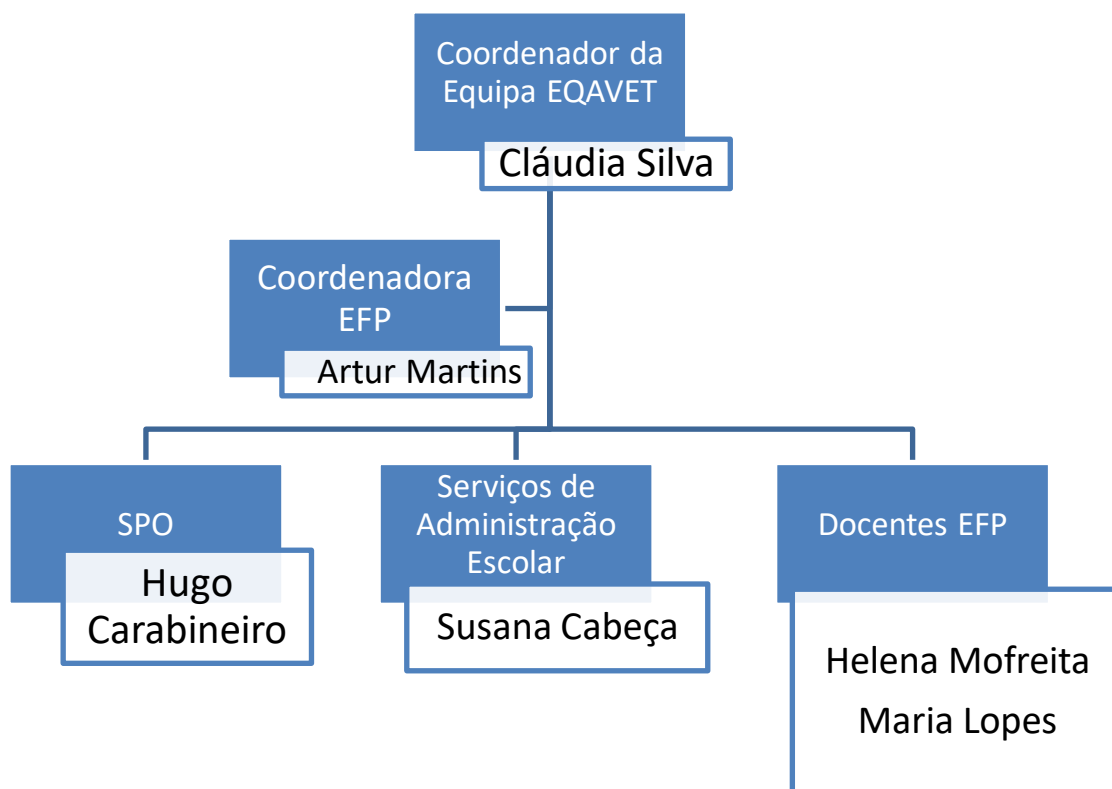 Coordenador da
Equipa EQAVET
Cláudia Silva
Coordenadora
EFP
Artur Martins
SPO
Hugo
Carabineiro
Serviços de
Administração
Escolar
Susana Cabeça
Docentes EFP
Helena Mofreita
Maria Lopes